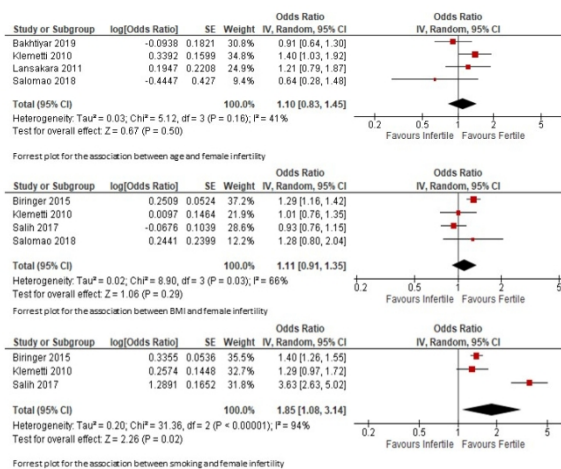 Odds Ratio Odds Ratio
Study or Subgroup log[Odds Ratio] SE Weight IV, Random, 95% CI IV, Random, 95% CI
Bakhtiyar 2019 -0.0938 0.1821 30.8% 0.91 [0.64, 1.30]
Klemetti 2010 0.3392 0.1599 34.8% 1.40 [1.03, 1.92]
Lansakara 2011 0.1947 0.2208 24.9% 1.21 [0.79, 1.87]
Salomao 2018 -0.4447 0.427 9.4% 0.64 [0.28, 1.48]
Total (95% CI) 100.0% 1.10 [0.83, 1.45]
Heterogeneity: Tau² = 0.03; Chi² = 5.12, df = 3 (P = 0.16); I² = 41%
Test for overall effect: Z = 0.67 (P = 0.50)
0.2 0.5 1 2 5
Favours Infertile Favours Fertile
Forrest plot for the association between age and female infertility
Odds Ratio Odds Ratio
Study or Subgroup log[Odds Ratio] SE Weight IV, Random, 95% CI IV, Random, 95% CI
Biringer 2015 0.2509 0.0524 37.2% 1.29 [1.16, 1.42]
Klemetti 2010 0.0097 0.1464 21.9% 1.01 [0.76, 1.35]
Salih 2017 -0.0676 0.1039 28.6% 0.93 [0.76, 1.15]
Salomao 2018 0.2441 0.2399 12.2% 1.28 [0.80, 2.04]
Total (95% CI) 100.0% 1.11 [0.91, 1.35]
Heterogeneity: Tau² = 0.02; Chi² = 8.90, df = 3 (P = 0.03); I² = 66%
Test for overall effect: Z = 1.06 (P = 0.29)
0.2 0.5 1 2 5
Favours Infertile Favours Fertile
Forrest plot for the association between BMI and female infertility
Odds Ratio Odds Ratio
Study or Subgroup log[Odds Ratio] SE Weight IV, Random, 95% CI IV, Random, 95% CI
Biringer 2015 0.3355 0.0536 35.5% 1.40 [1.26, 1.55]
Klemetti 2010 0.2574 0.1448 32.7% 1.29 [0.97, 1.72]
Salih 2017 1.2891 0.1652 31.8% 3.63 [2.63, 5.02]
Total (95% CI) 100.0% 1.85 [1.08, 3.14]
Heterogeneity: Tau² = 0.20; Chi² = 31.36, df = 2 (P < 0.00001); I² = 94%
Test for overall effect: Z = 2.26 (P = 0.02)
0.2 0.5 1 2 5
Favours Infertile Favours Fertile
Forrest plot for the association between smoking and female infertility